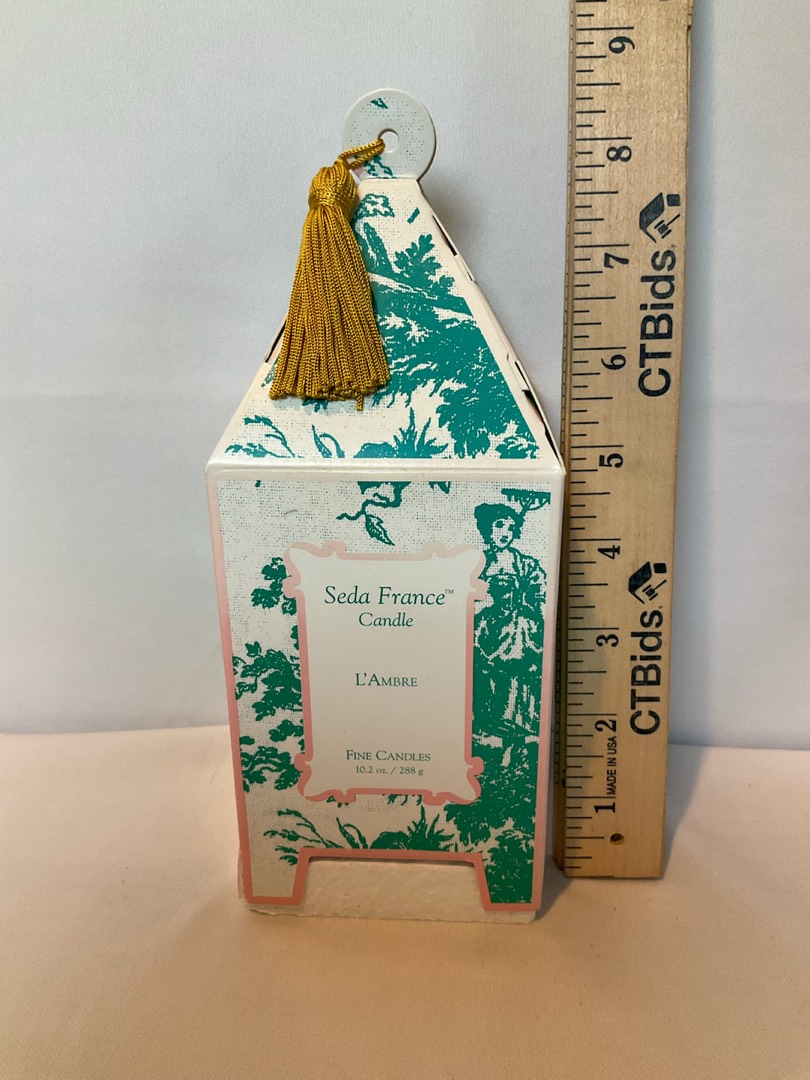 Seda France™
Candle
L'AMBRE
FINE CANDLES
10.2 oz. / 288 g
9
8
7
6
5
4
3
2
1
CTBids.
CTBids.
MADE IN USA